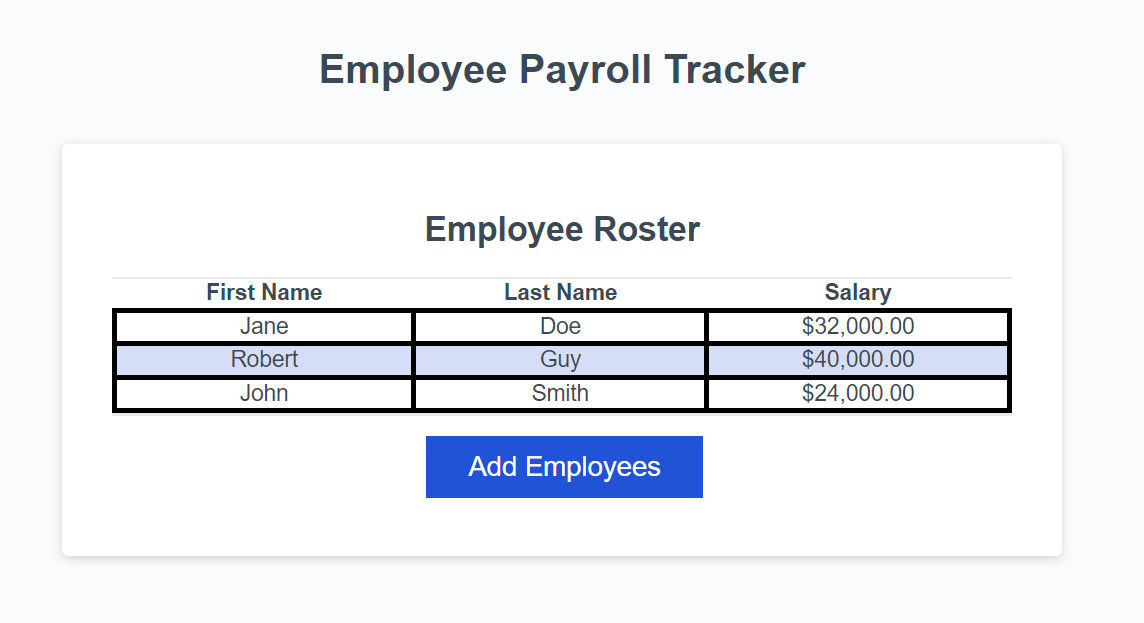 Employee Payroll Tracker
Employee Roster
First Name Last Name Salary
Jane Doe $32,000.00
Robert Guy $40,000.00
John Smith $24,000.00
Add Employees